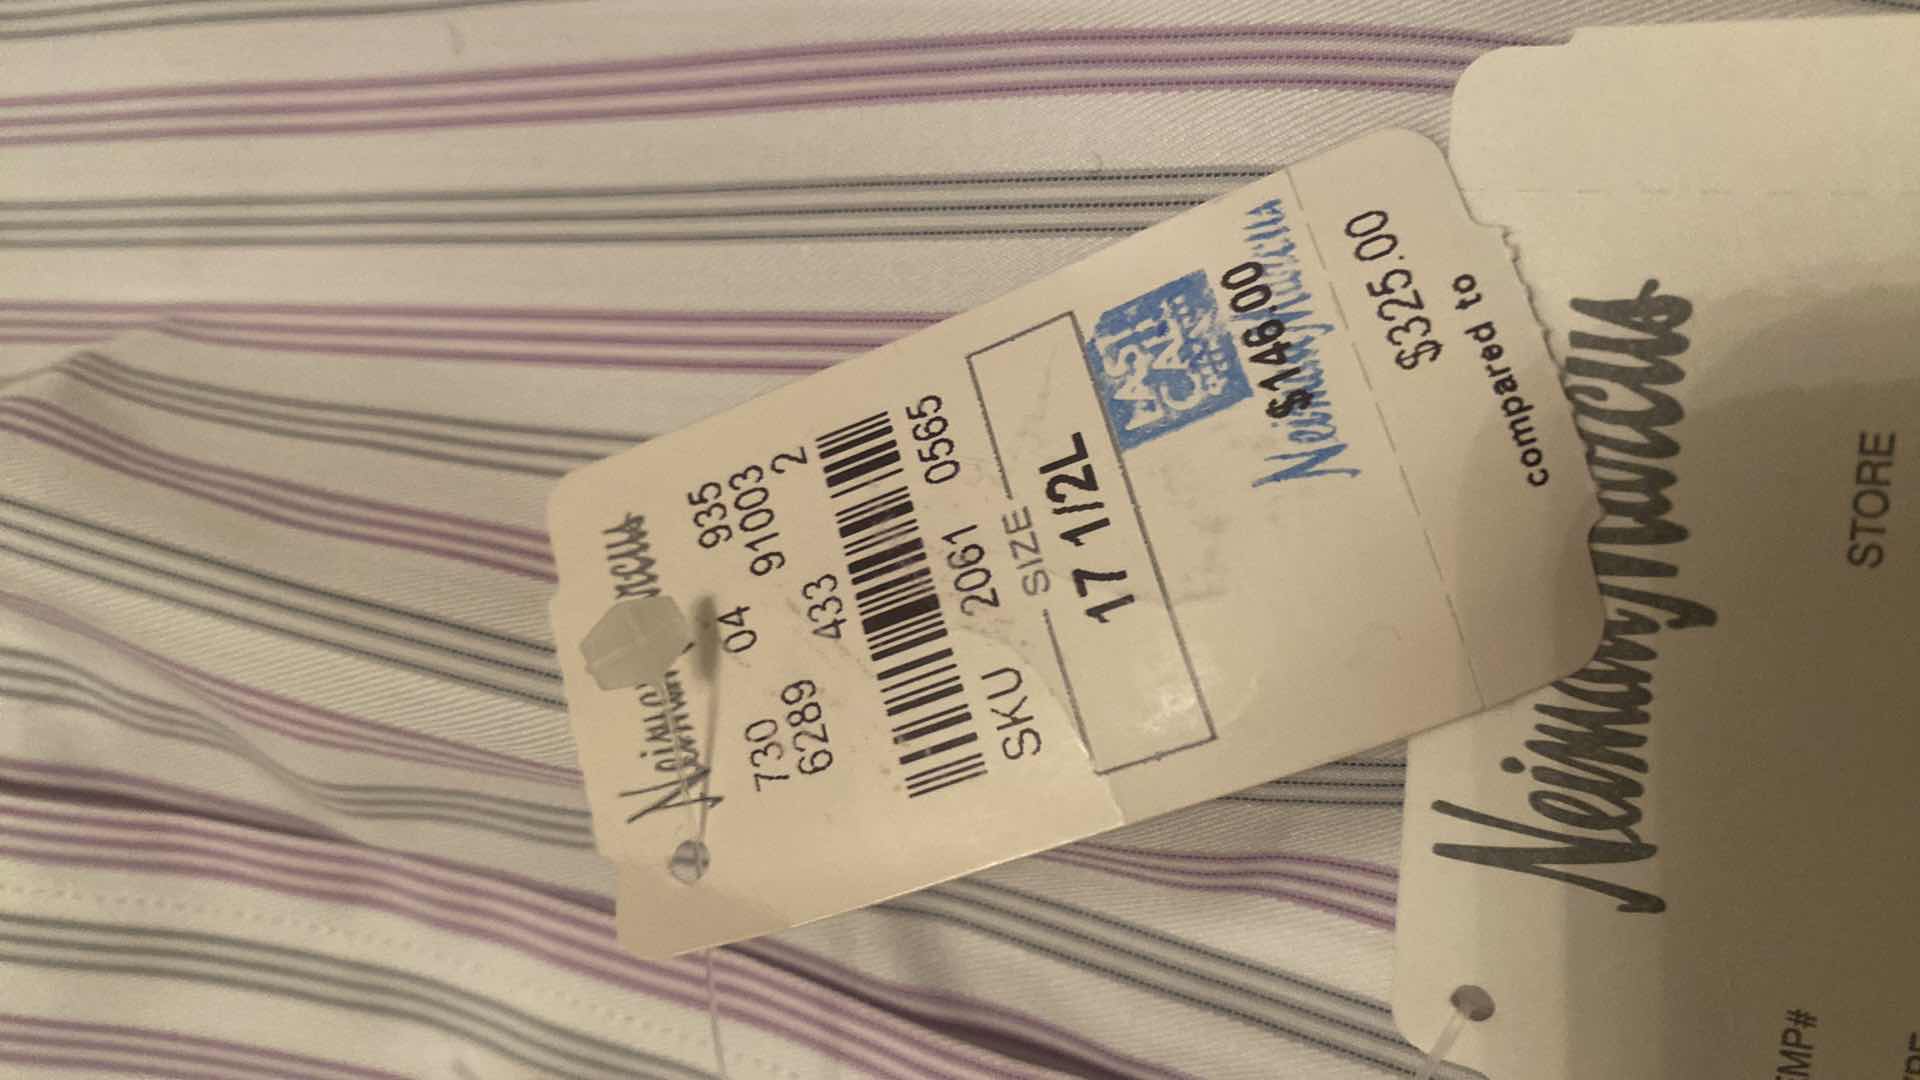 Neiman Marcus
730 04 935
6289 91003
433 2
SKU 2061 0565
SIZE
17 1/2L
LAST
CALL
$146.00
Neiman Marcus
$325.00
compared to
Neiman Marcus
STORE
EMP#